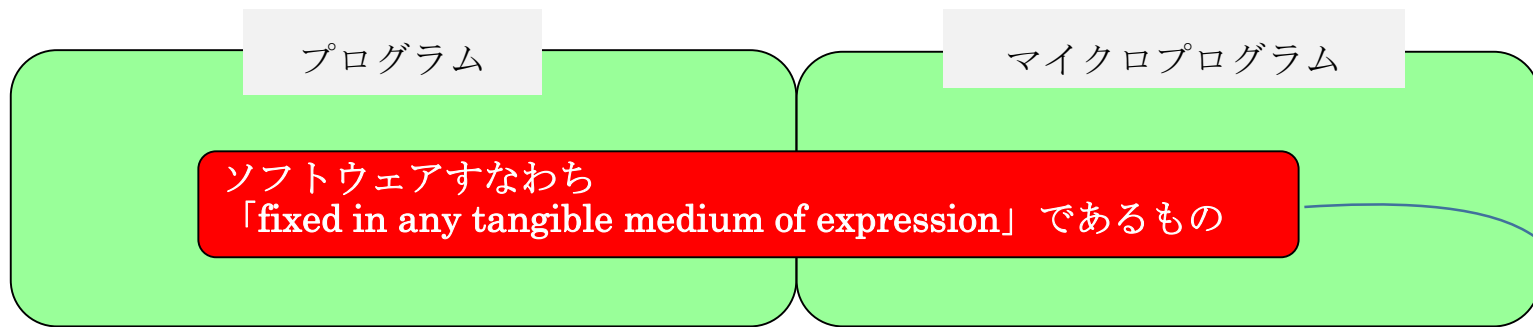 プログラム
マイクロプログラム
ソフトウェアすなわち
「fixed in any tangible medium of expression」であるもの